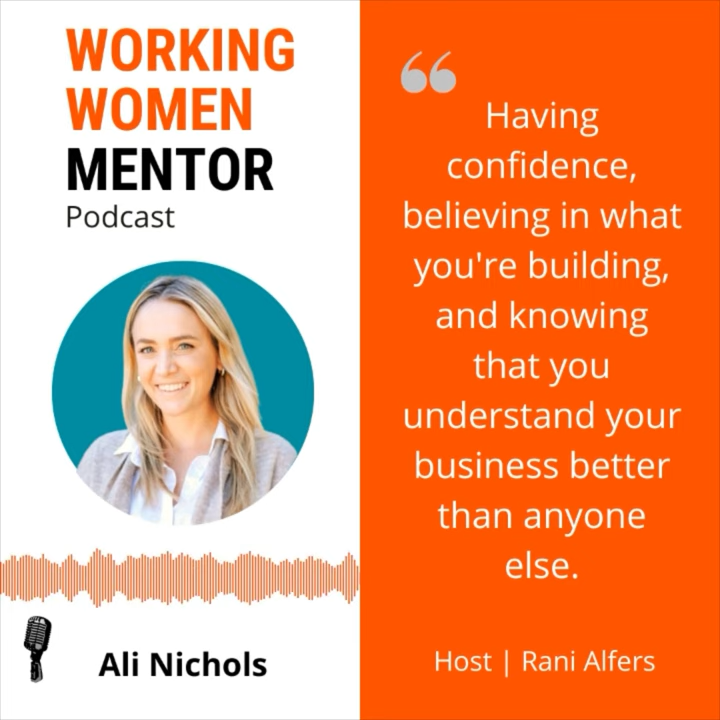 WORKING
WOMEN
MENTOR
Podcast
Ali Nichols
“
Having
confidence,
believing in what
you're building,
and knowing
that you
understand your
business better
than anyone
else.
Host | Rani Alfers